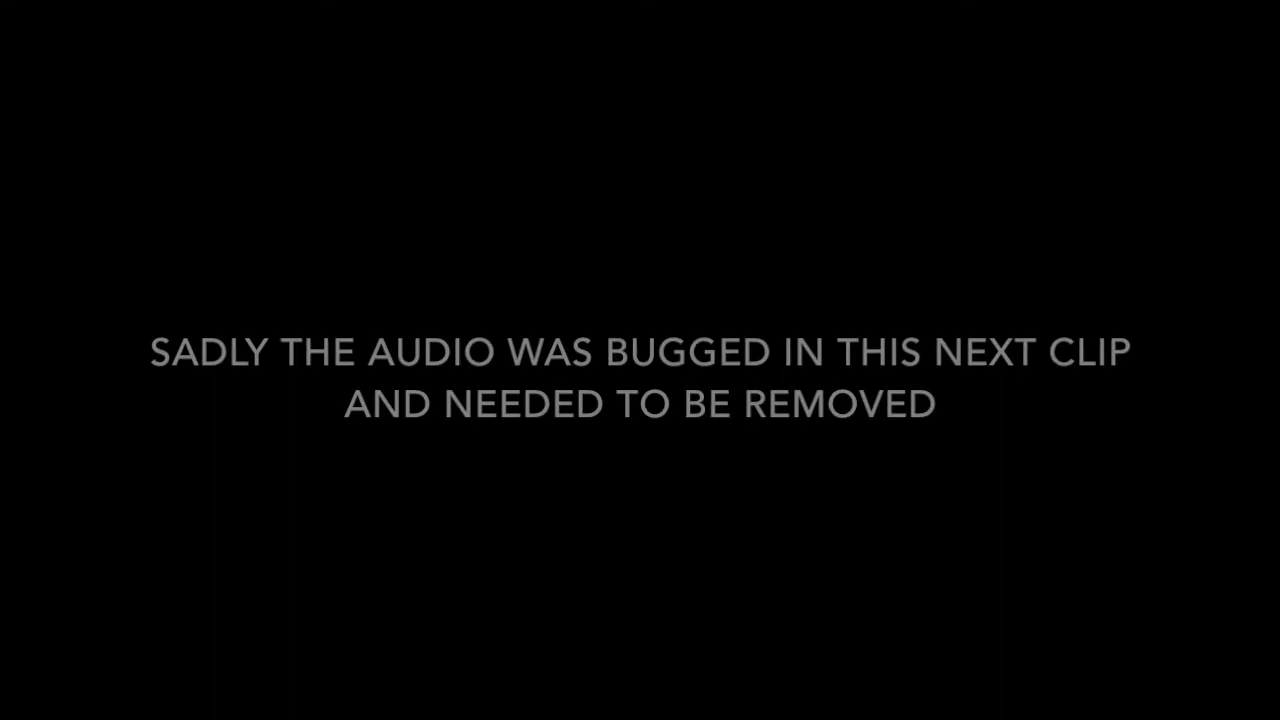 SADLY THE AUDIO WAS BUGGED IN THIS NEXT CLIP
AND NEEDED TO BE REMOVED